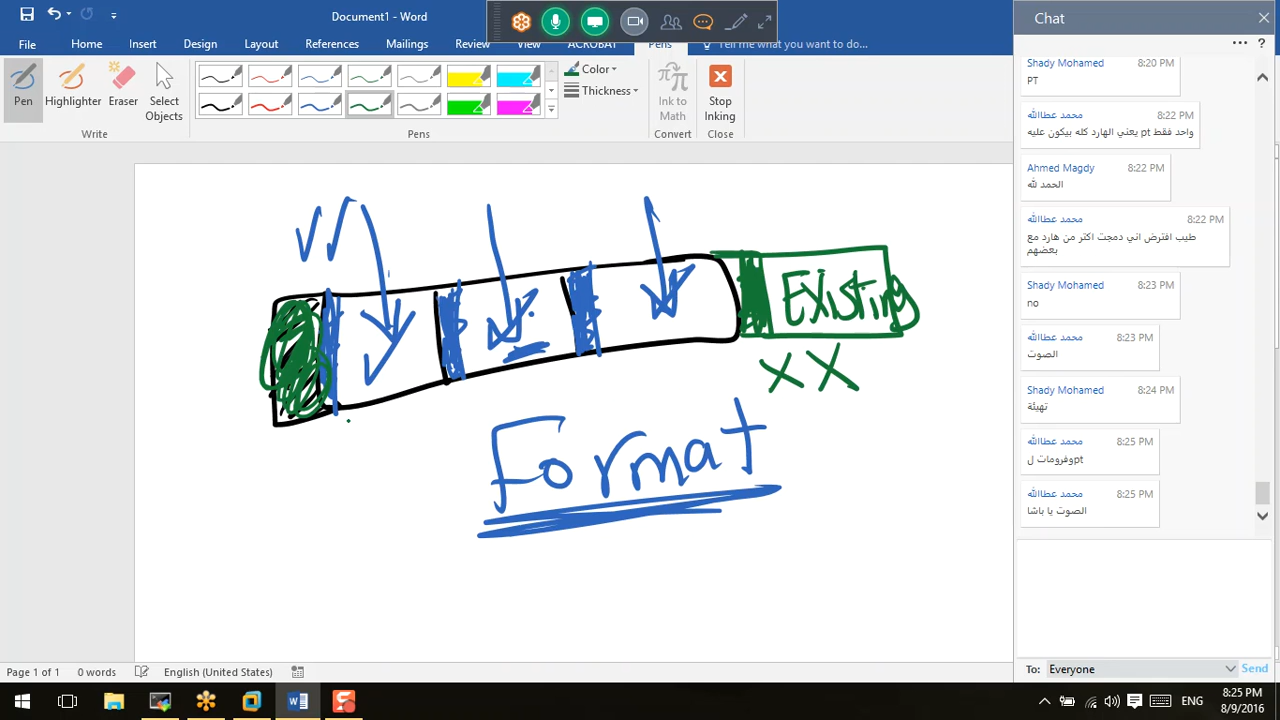 Document1 - Word
File
Home
Insert
Design
Layout
References
Mailings
Review
View
ACROBAT
Pens
Tell me what you want to do...
Pen
Highlighter
Eraser
Select Objects
Write
Pens
Color
Thickness
Ink to Math
Convert
Stop Inking
Close
Existing
XX
Format
Chat
Shady Mohamed 8:20 PM
PT
محمد عطاالله 8:22 PM
واحد فقط pt يعني الهارد كله بيكون عليه
Ahmed Magdy 8:22 PM
الحمد لله
محمد عطاالله 8:22 PM
طيب افترض اني دمجت اكتر من هارد مع
بعضهم
Shady Mohamed 8:23 PM
no
محمد عطاالله 8:23 PM
الصوت
Shady Mohamed 8:24 PM
تهيئة
محمد عطاالله 8:25 PM
وفرومات ل pt
محمد عطاالله 8:25 PM
الصوت يا باشا
To: Everyone Send
Page 1 of 1 0 words English (United States)
ENG
8:25 PM
8/9/2016